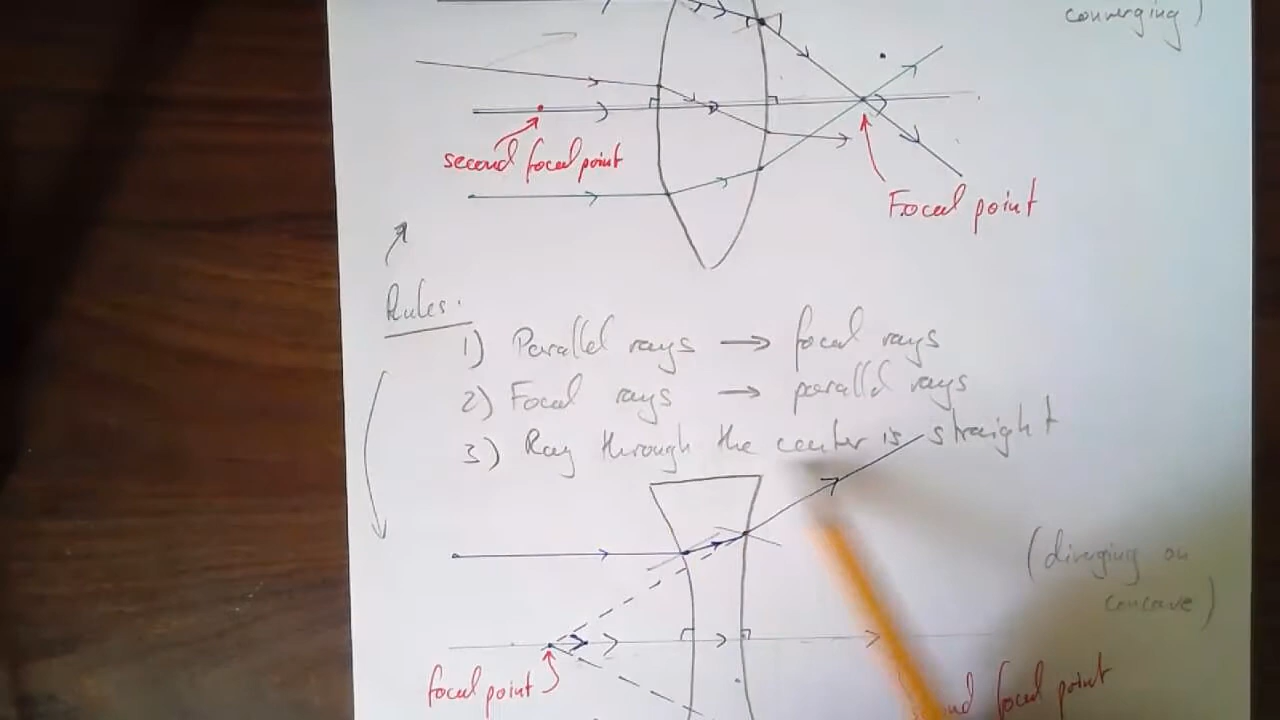 converging)
second focal point
Focal point
Rules:
1) Parallel rays → focal rays
2) Focal rays → parallel rays
3) Ray through the center is straight
(diverging or
concave)
focal point
focal point